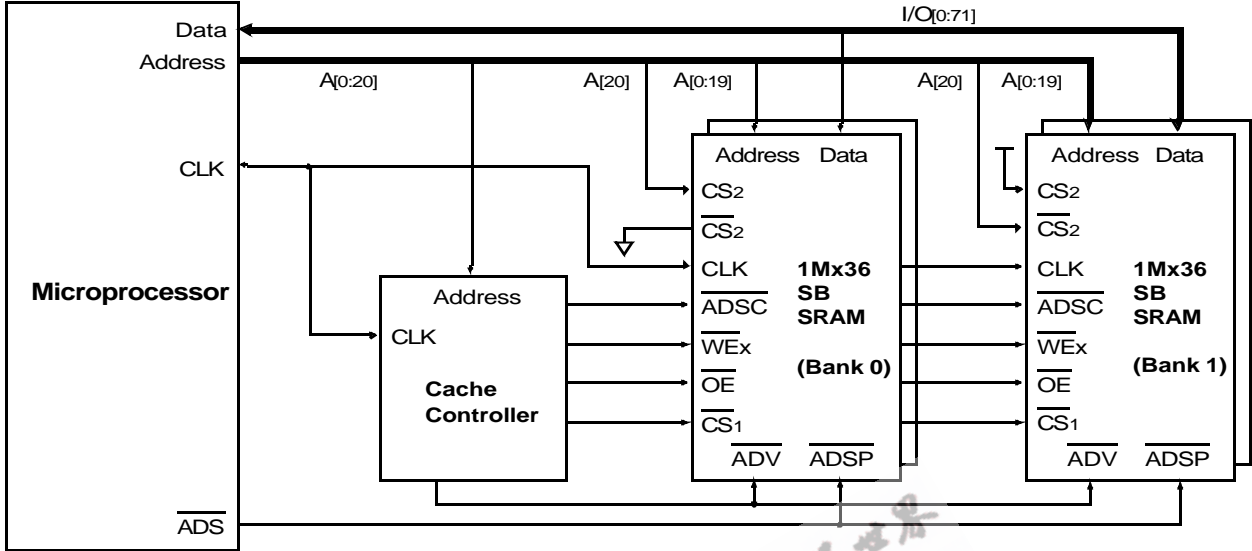 I/O[0:71]
Data
Address
A[0:20]
A[20]
A[0:19]
A[20]
A[0:19]
CLK
Microprocessor
ADS
Address
CLK
Cache
Controller
Address Data
CS2
CS2
CLK
ADSC
WEx
OE
CS1
ADV ADSP
1Mx36
SB
SRAM
(Bank 0)
Address Data
CS2
CS2
CLK
ADSC
WEx
OE
CS1
ADV ADSP
1Mx36
SB
SRAM
(Bank 1)